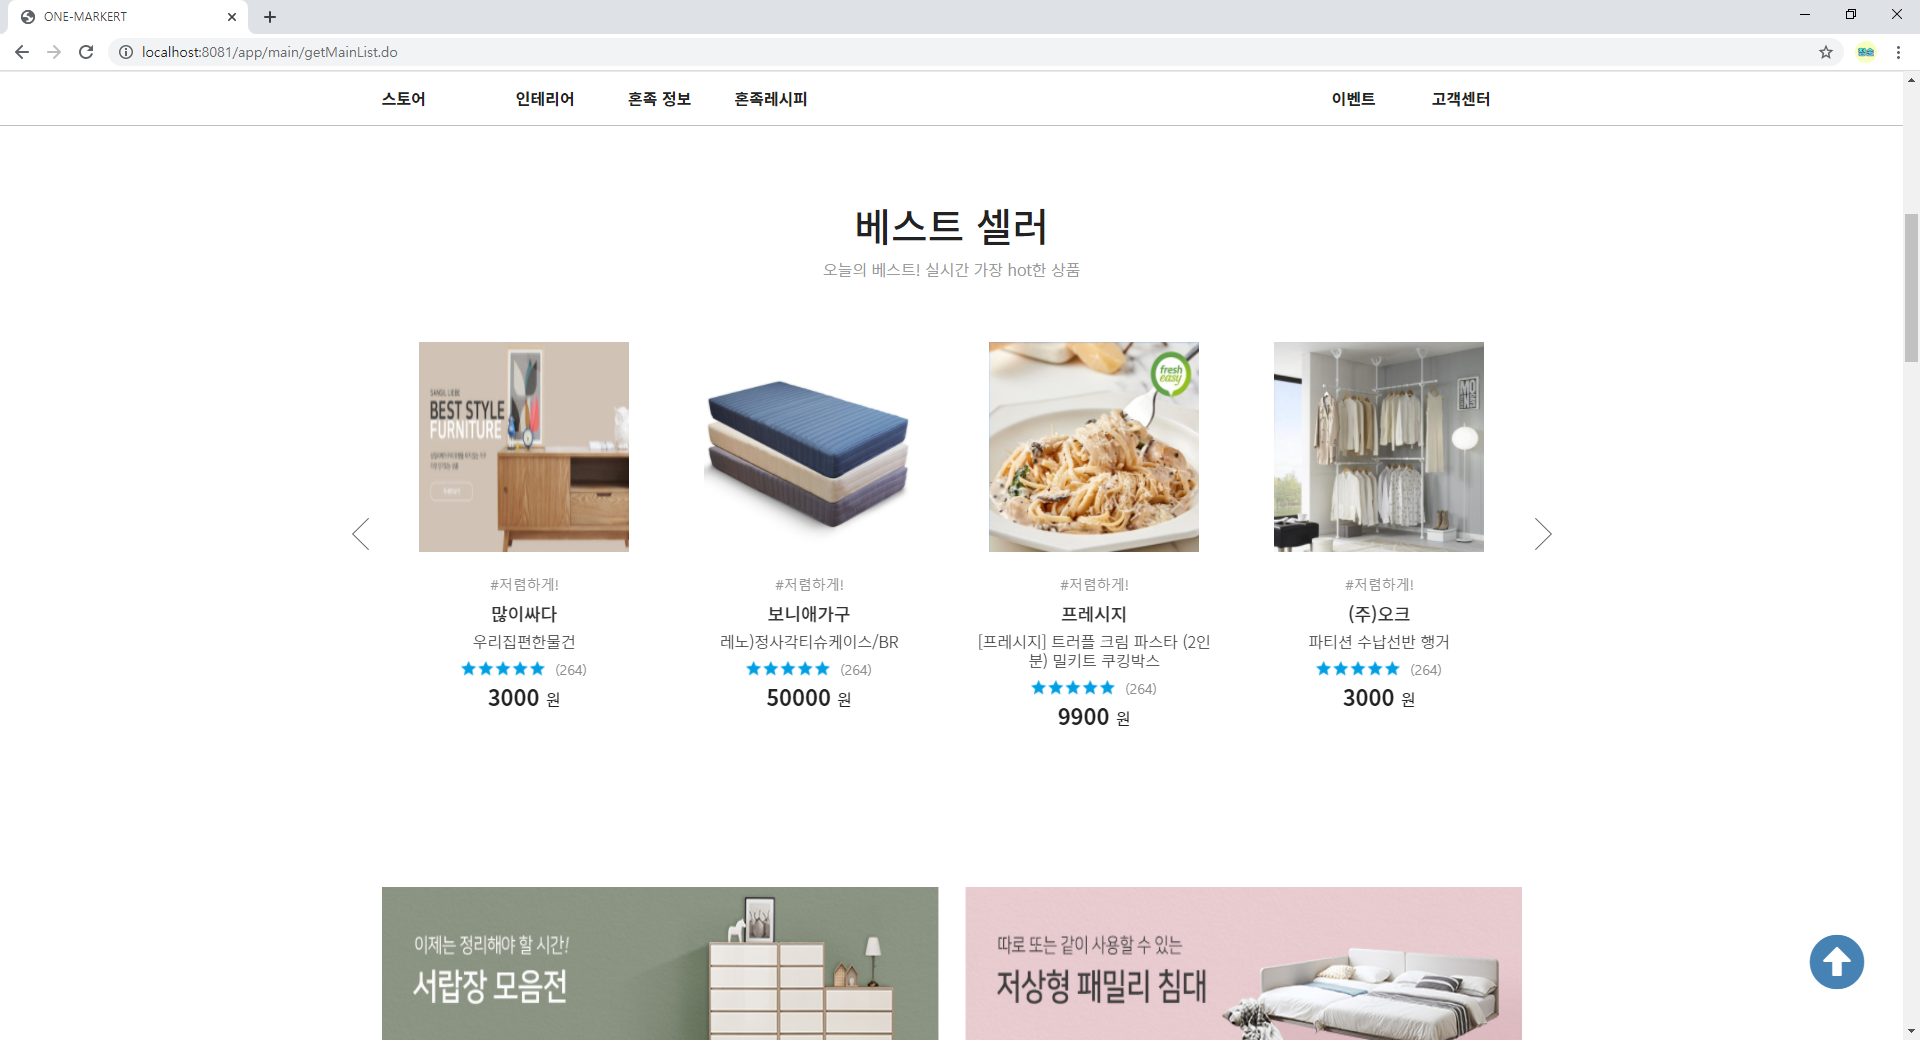 ONE-MARKERT
localhost:8081/app/main/getMainList.do
스토어 인테리어 혼족 정보 혼족레시피 이벤트 고객센터
베스트 셀러
오늘의 베스트! 실시간 가장 hot한 상품
BEST STYLE
FURNITURE
fresh
easy
#저렴하게!
많이싸다
우리집편한물건
(264)
3000 원
#저렴하게!
보니애가구
레노)정사각티슈케이스/BR
(264)
50000 원
#저렴하게!
프레시지
[프레시지] 트러플 크림 파스타 (2인
분) 밀키트 쿠킹박스
(264)
9900 원
#저렴하게!
(주)오크
파티션 수납선반 행거
(264)
3000 원
이제는 정리해야 할 시간!
서랍장 모음전
따로 또는 같이 사용할 수 있는
저상형 패밀리 침대